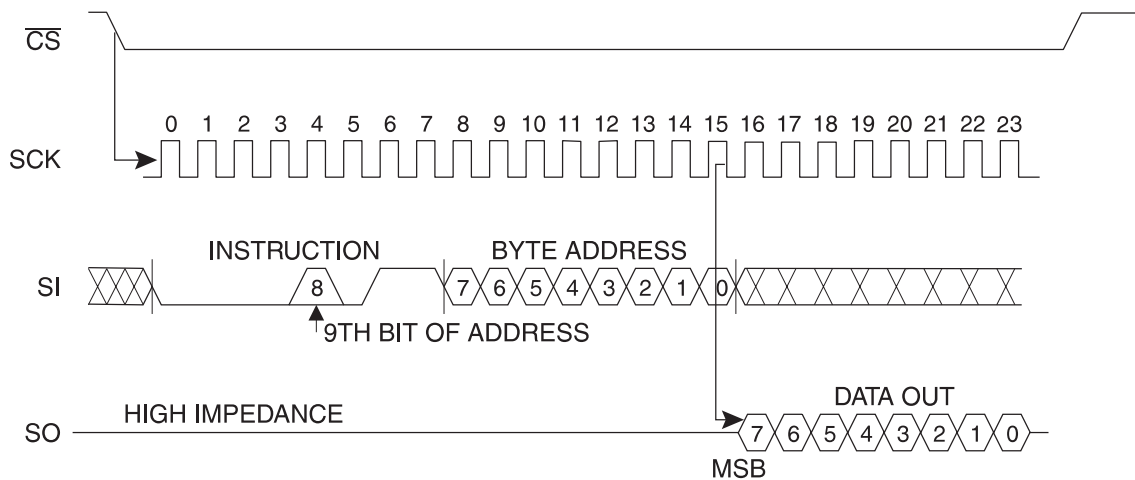 CS
0 1 2 3 4 5 6 7 8 9 10 11 12 13 14 15 16 17 18 19 20 21 22 23
SCK
INSTRUCTION BYTE ADDRESS
SI 8 7 6 5 4 3 2 1 0
9TH BIT OF ADDRESS
DATA OUT
HIGH IMPEDANCE
SO 7 6 5 4 3 2 1 0
MSB